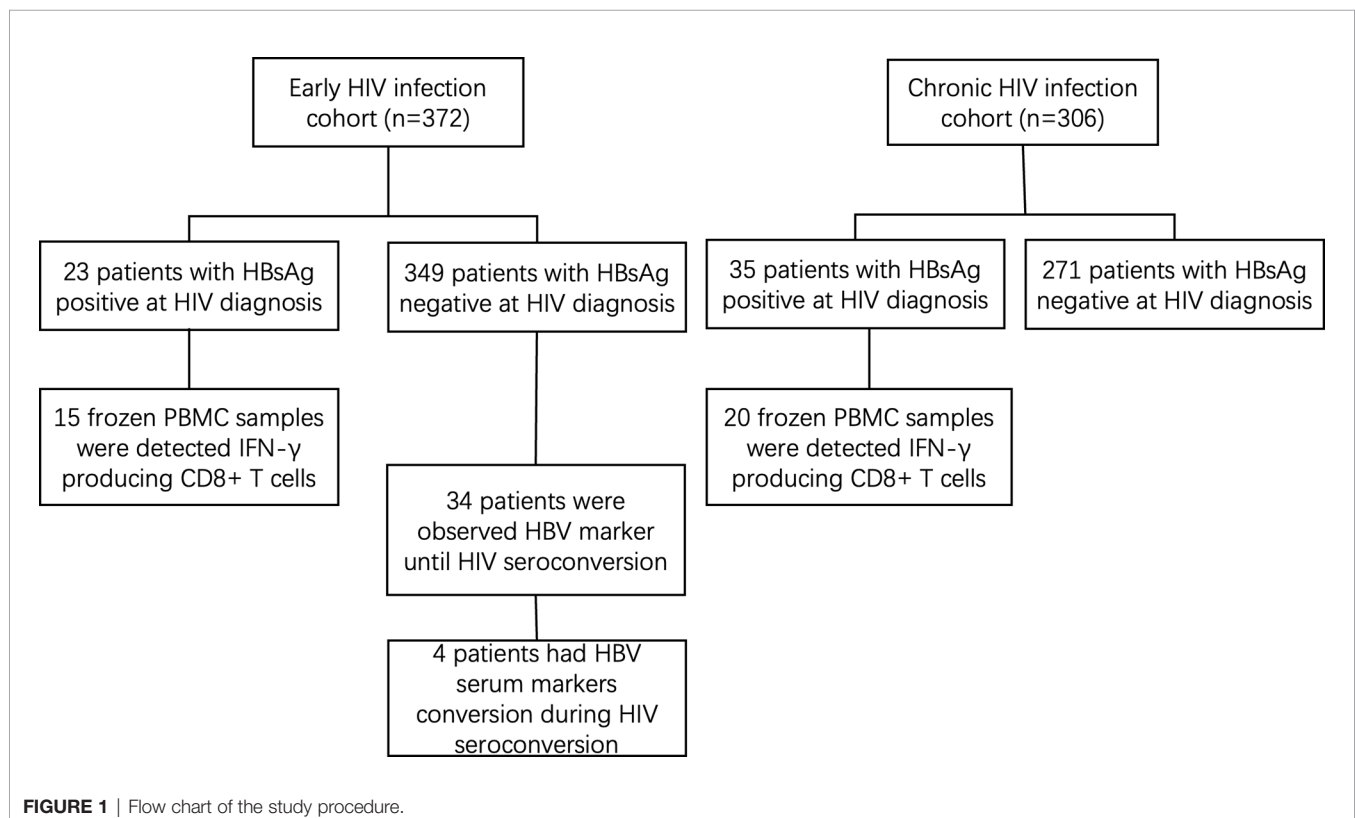 Early HIV infection
cohort (n=372)
Chronic HIV infection
cohort (n=306)
23 patients with HBsAg
positive at HIV diagnosis
349 patients with HBsAg
negative at HIV diagnosis
35 patients with HBsAg
positive at HIV diagnosis
271 patients with HBsAg
negative at HIV diagnosis
15 frozen PBMC samples
were detected IFN-γ
producing CD8+ T cells
20 frozen PBMC samples
were detected IFN-γ
producing CD8+ T cells
34 patients were
observed HBV marker
until HIV seroconversion
4 patients had HBV
serum markers
conversion during HIV
seroconversion
FIGURE 1 | Flow chart of the study procedure.